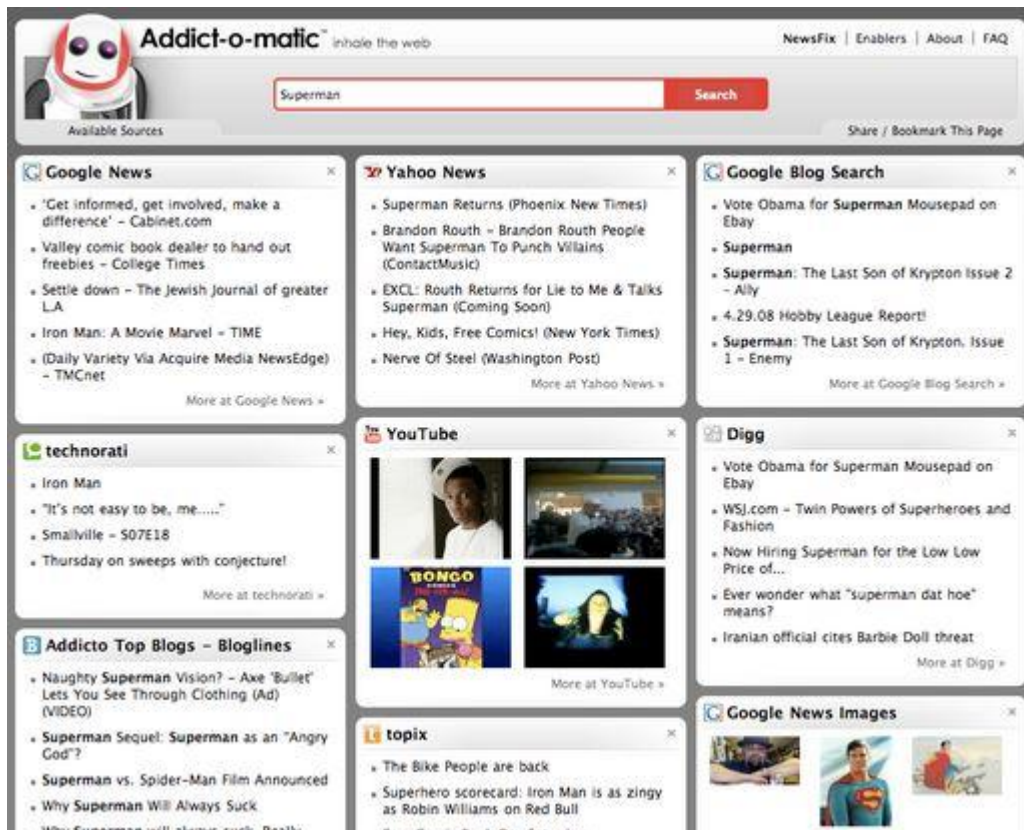 Addict-o-matic™ inhale the web
NewsFix | Enablers | About | FAQ
Superman
Search
Available Sources
Share / Bookmark This Page
Google News
'Get informed, get involved, make a
difference' - Cabinet.com
Valley comic book dealer to hand out
freebies - College Times
Settle down - The Jewish Journal of greater
L.A
Iron Man: A Movie Marvel - TIME
(Daily Variety Via Acquire Media NewsEdge)
- TMCnet
More at Google News »
technorati
Iron Man
"It's not easy to be, me....."
Smallville - S07E18
Thursday on sweeps with conjecture!
More at technorati »
Addicto Top Blogs - Bloglines
Naughty Superman Vision? - Axe 'Bullet'
Lets You See Through Clothing (Ad)
(VIDEO)
Superman Sequel: Superman as an "Angry
God"?
Superman vs. Spider-Man Film Announced
Why Superman Will Always Suck
Why Superman will always suck. Really
Yahoo News
Superman Returns (Phoenix New Times)
Brandon Routh - Brandon Routh People
Want Superman To Punch Villains
(ContactMusic)
EXCL: Routh Returns for Lie to Me & Talks
Superman (Coming Soon)
Hey, Kids, Free Comics! (New York Times)
Nerve Of Steel (Washington Post)
More at Yahoo News »
YouTube
BONGO
More at YouTube »
topix
The Bike People are back
Superhero scorecard: Iron Man is as zingy
as Robin Williams on Red Bull
Google Blog Search
Vote Obama for Superman Mousepad on
Ebay
Superman
Superman: The Last Son of Krypton Issue 2
- Ally
4.29.08 Hobby League Report!
Superman: The Last Son of Krypton. Issue
1 - Enemy
More at Google Blog Search »
Digg
Vote Obama for Superman Mousepad on
Ebay
WSJ.com - Twin Powers of Superheroes and
Fashion
Now Hiring Superman for the Low Low
Price of...
Ever wonder what "superman dat hoe"
means?
Iranian official cites Barbie Doll threat
More at Digg »
Google News Images